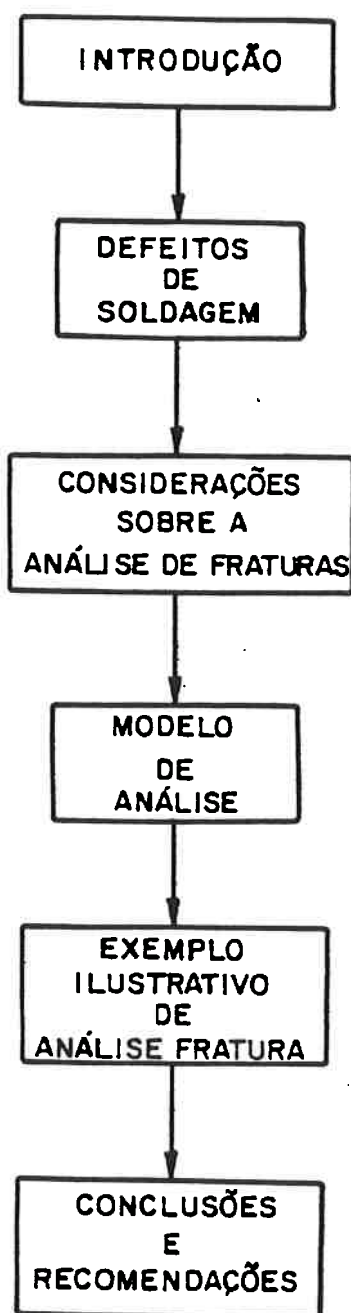 INTRODUÇÃO
DEFEITOS
DE
SOLDAGEM
CONSIDERAÇÕES
SOBRE A
ANÁLISE DE FRATURAS
MODELO
DE
ANÁLISE
EXEMPLO
ILUSTRATIVO
DE
ANÁLISE FRATURA
CONCLUSÕES
E
RECOMENDAÇÕES